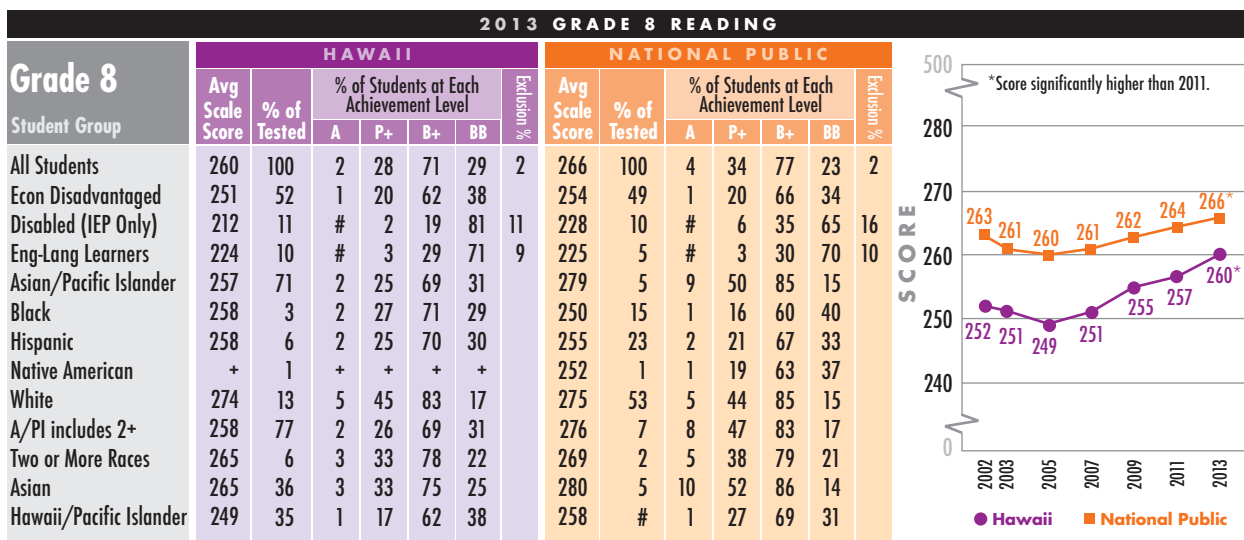 2013 GRADE 8 READING
Grade 8
Student Group
HAWAII
Avg Scale Score
% of Tested
% of Students at Each Achievement Level
A P+ B+ BB
Exclusion %
NATIONAL PUBLIC
Avg Scale Score
% of Tested
% of Students at Each Achievement Level
A P+ B+ BB
Exclusion %
All Students 260 100 2 28 71 29 2 266 100 4 34 77 23 2
Econ Disadvantaged 251 52 1 20 62 38 254 49 1 20 66 34
Disabled (IEP Only) 212 11 # 2 19 81 11 228 10 # 6 35 65 16
Eng-Lang Learners 224 10 # 3 29 71 9 225 5 # 3 30 70 10
Asian/Pacific Islander 257 71 2 25 69 31 279 5 9 50 85 15
Black 258 3 2 27 71 29 250 15 1 16 60 40
Hispanic 258 6 2 25 70 30 255 23 2 21 67 33
Native American + 1 + + + + 252 1 1 19 63 37
White 274 13 5 45 83 17 275 53 5 44 85 15
A/PI includes 2+ 258 77 2 26 69 31 276 7 8 47 83 17
Two or More Races 265 6 3 33 78 22 269 2 5 38 79 21
Asian 265 36 3 33 75 25 280 5 10 52 86 14
Hawaii/Pacific Islander 249 35 1 17 62 38 258 # 1 27 69 31
*Score significantly higher than 2011.
SCORE
500
280
270
260
250
240
0
263 261 260 261 262 264 266*
252 251 249 251 255 257 260*
2002 2003 2005 2007 2009 2011 2013
Hawaii National Public